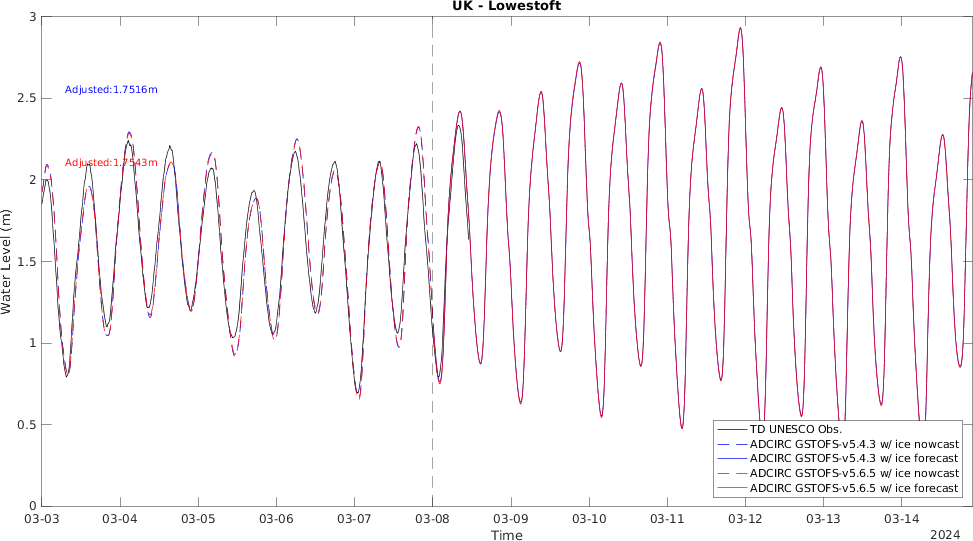 UK - Lowestoft
3
2.5
2
1.5
1
0.5
0
Water Level (m)
Adjusted:1.7516m
Adjusted:1.7543m
TD UNESCO Obs.
ADCIRC GSTOFS-v5.4.3 w/ ice nowcast
ADCIRC GSTOFS-v5.4.3 w/ ice forecast
ADCIRC GSTOFS-v5.6.5 w/ ice nowcast
ADCIRC GSTOFS-v5.6.5 w/ ice forecast
03-03 03-04 03-05 03-06 03-07 03-08 03-09 03-10 03-11 03-12 03-13 03-14
Time
2024